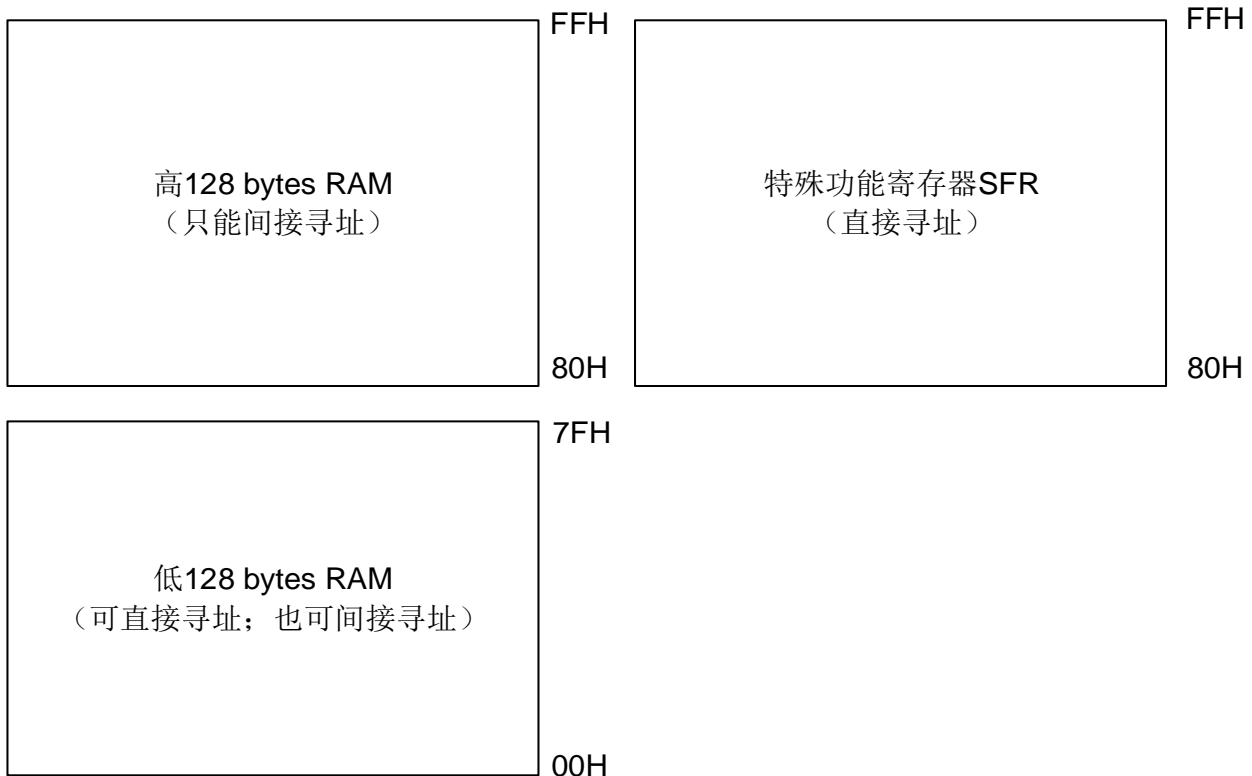 FFH
高128 bytes RAM
（只能间接寻址）
80H
FFH
特殊功能寄存器SFR
（直接寻址）
80H
7FH
低128 bytes RAM
（可直接寻址；也可间接寻址）
00H